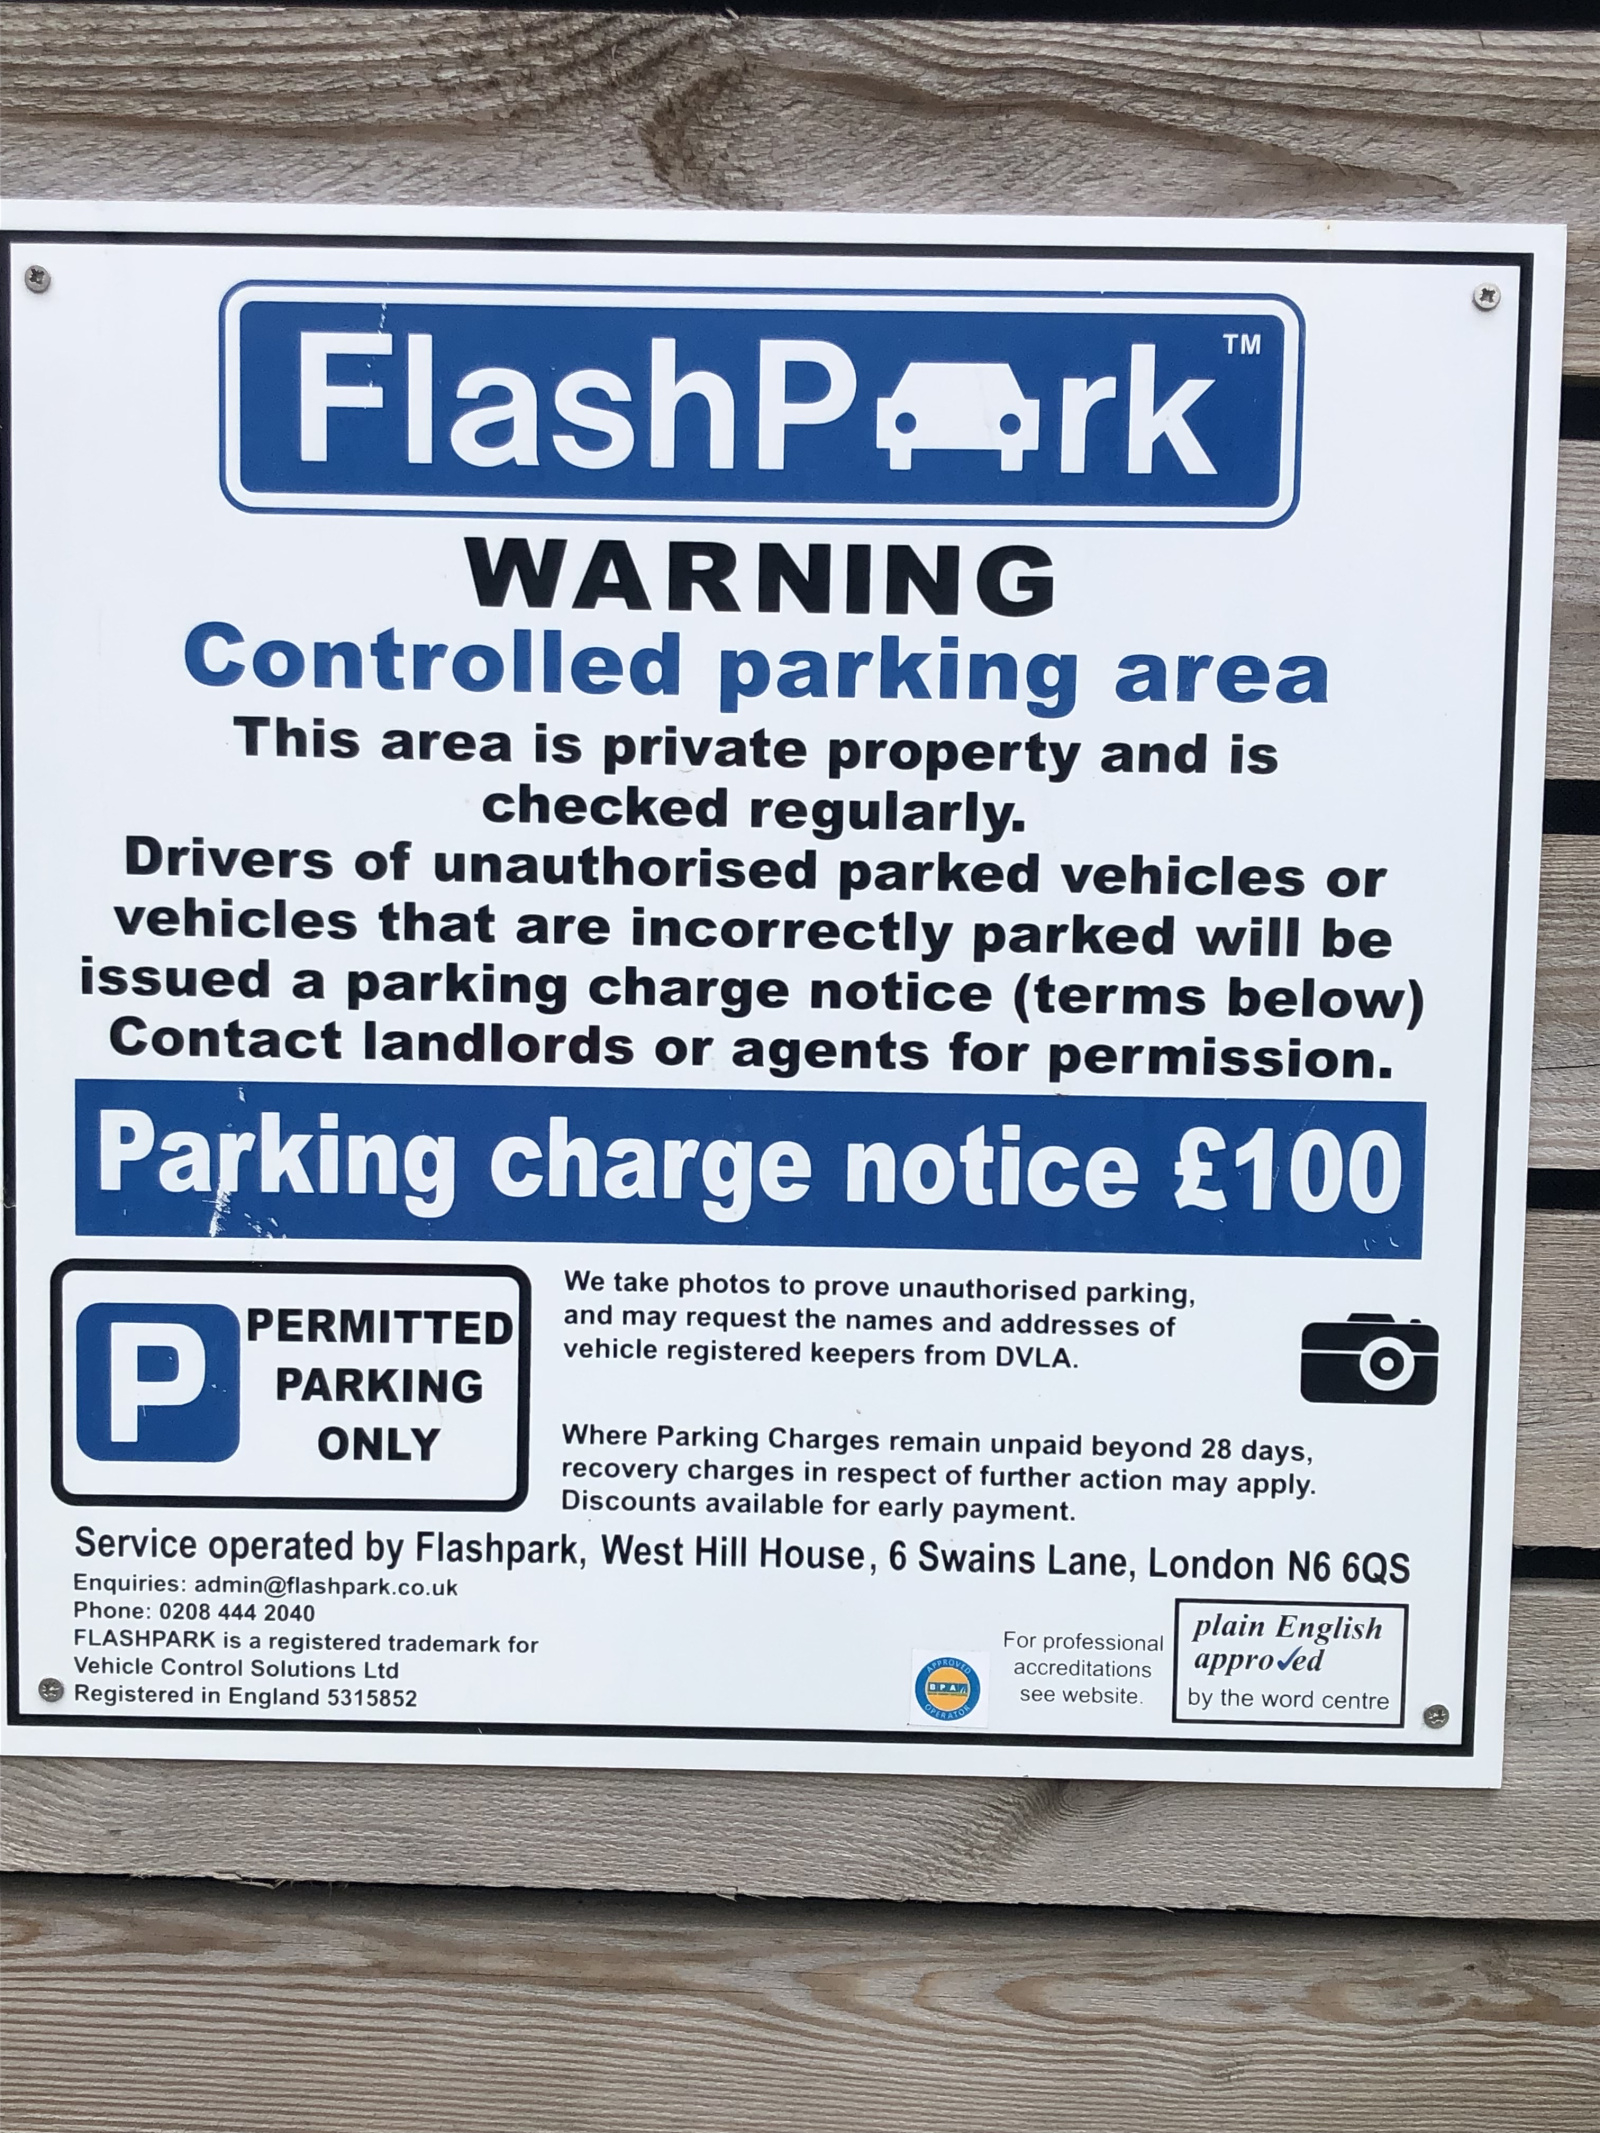 FlashPark TM
WARNING
Controlled parking area
This area is private property and is
checked regularly.
Drivers of unauthorised parked vehicles or
vehicles that are incorrectly parked will be
issued a parking charge notice (terms below)
Contact landlords or agents for permission.
Parking charge notice £100
P
PERMITTED
PARKING
ONLY
We take photos to prove unauthorised parking,
and may request the names and addresses of
vehicle registered keepers from DVLA.
Where Parking Charges remain unpaid beyond 28 days,
recovery charges in respect of further action may apply.
Discounts available for early payment.
Service operated by Flashpark, West Hill House, 6 Swains Lane, London N6 6QS
Enquiries: admin@flashpark.co.uk
Phone: 0208 444 2040
FLASHPARK is a registered trademark for
Vehicle Control Solutions Ltd
Registered in England 5315852
APPROVED
BPA
OPERATOR
For professional
accreditations
see website.
plain English
approved
by the word centre